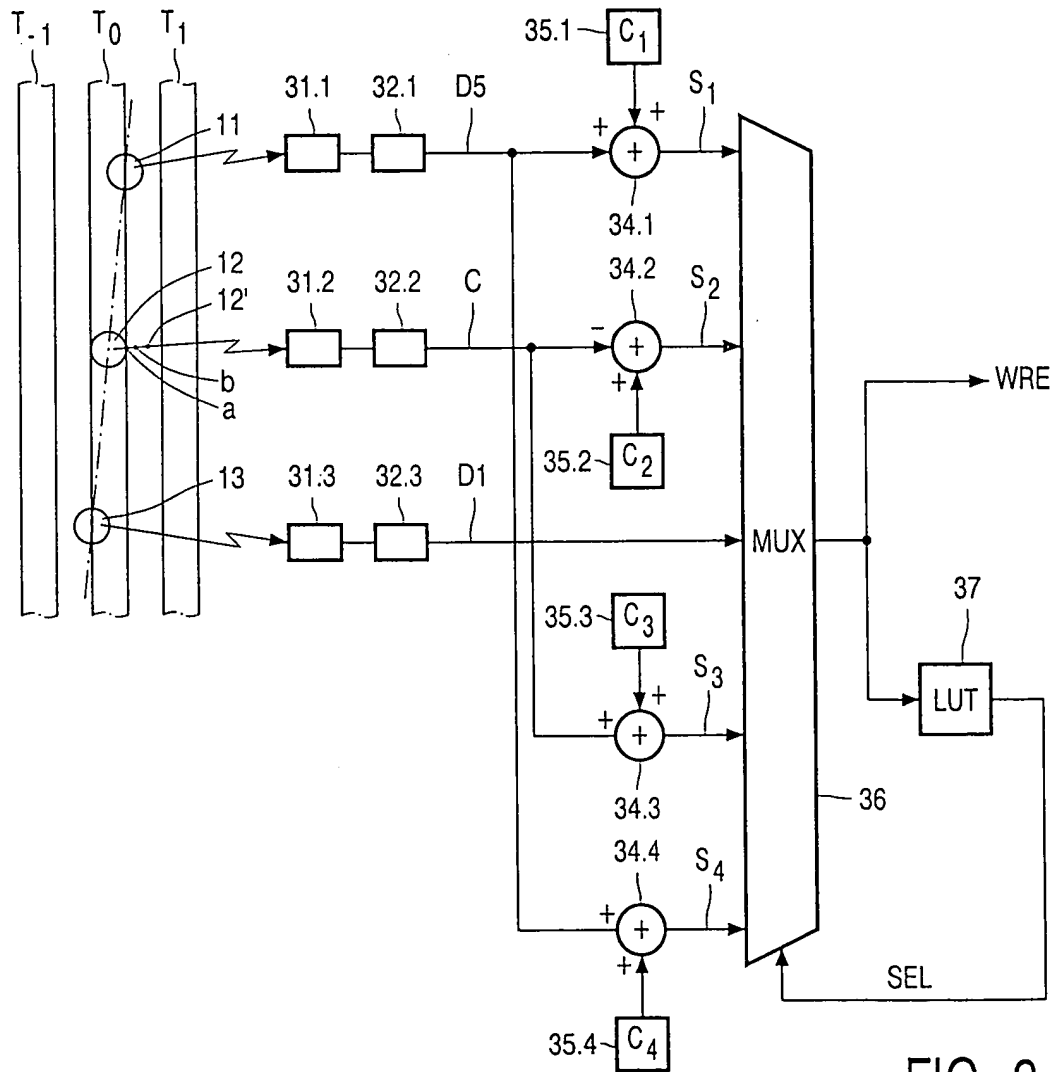 T-1 T0 T1
35.1 C1
31.1 32.1 D5 + + S1
11
+
34.1
12 31.2 32.2 C 34.2 S2
12'
- +
b
a
+
35.2 C2
13 31.3 32.3 D1
MUX WRE
35.3 C3
37
LUT
+ + S3
+
34.3
36
34.4 S4
+ +
+
SEL
35.4 C4